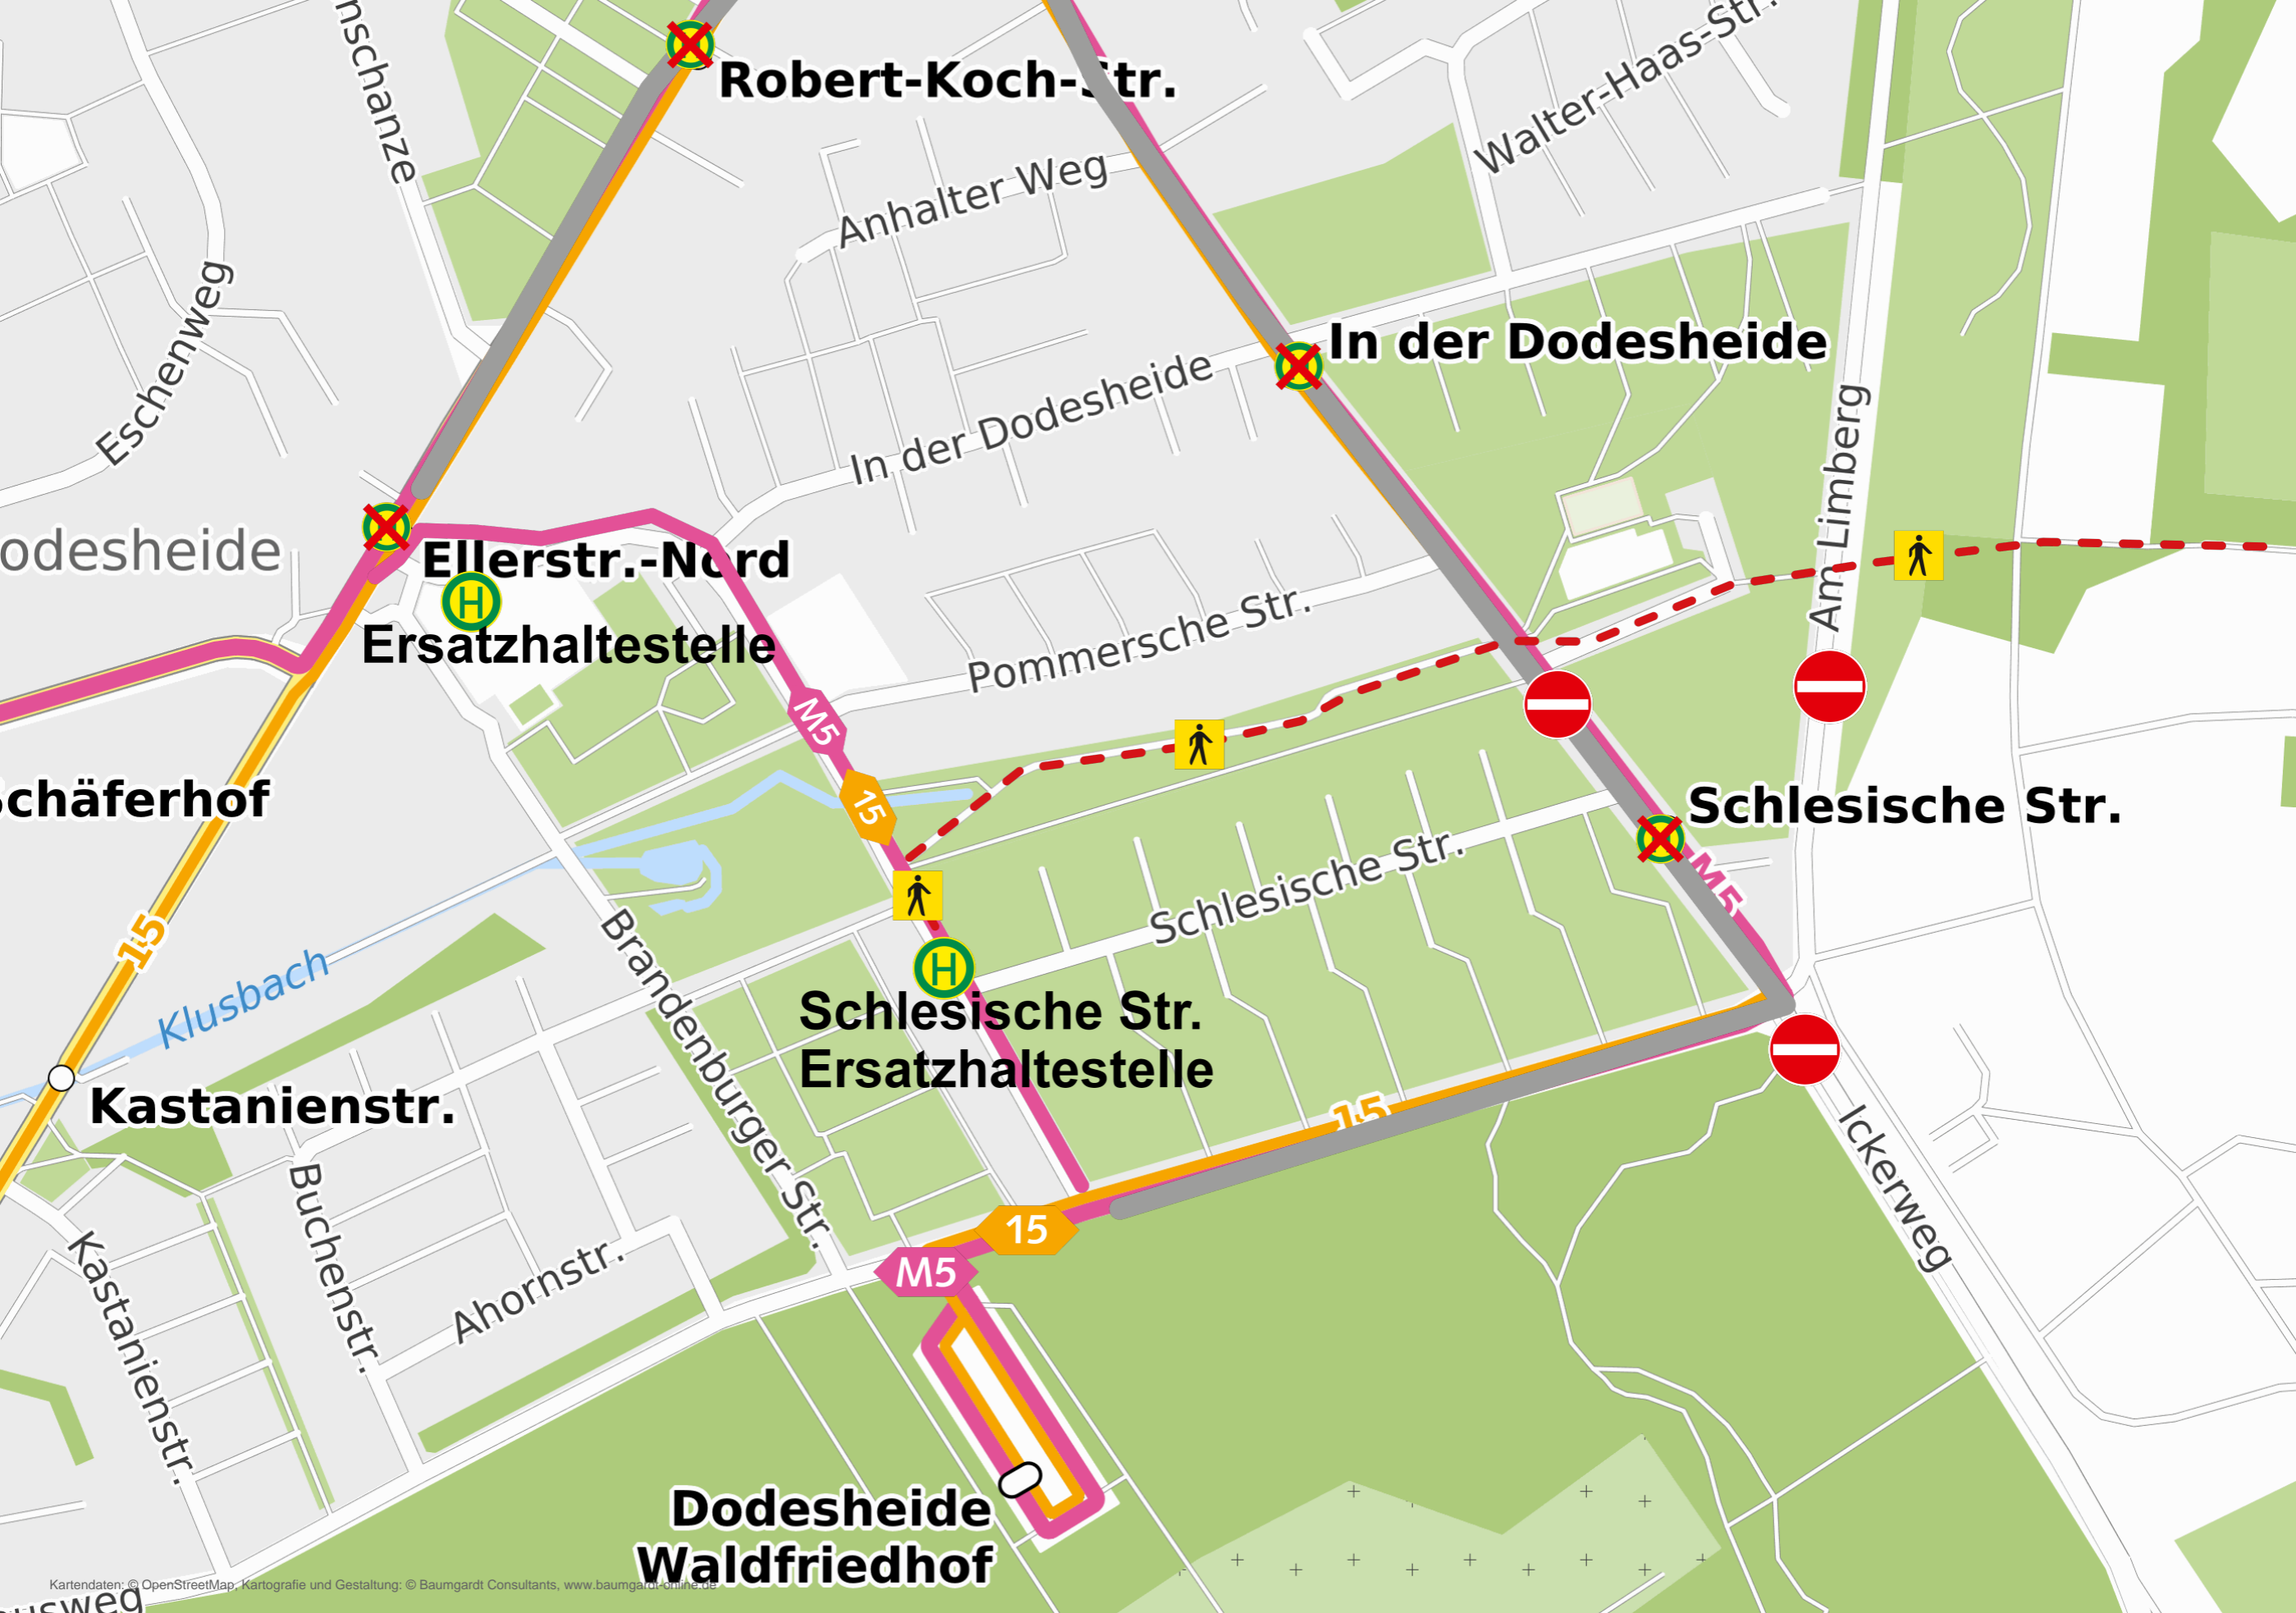 nschanze
Robert-Koch-Str.
Walter-Haas-Str.
Anhalter Weg
Eschenweg
In der Dodesheide
In der Dodesheide
Am Limberg
odesheide
Ellerstr.-Nord
H
Ersatzhaltestelle
Pommersche Str.
M5
15
Schäferhof
Schlesische Str.
M5
Schlesische Str.
15
Klusbach
Brandenburger Str.
H
Schlesische Str.
Ersatzhaltestelle
Kastanienstr.
15
Ickerweg
Buchenstr.
Kastanienstr.
Ahornstr.
15
M5
Dodesheide
Waldfriedhof
Kartendaten: © OpenStreetMap, Kartografie und Gestaltung: © Baumgardt Consultants, www.baumgardt-online.de